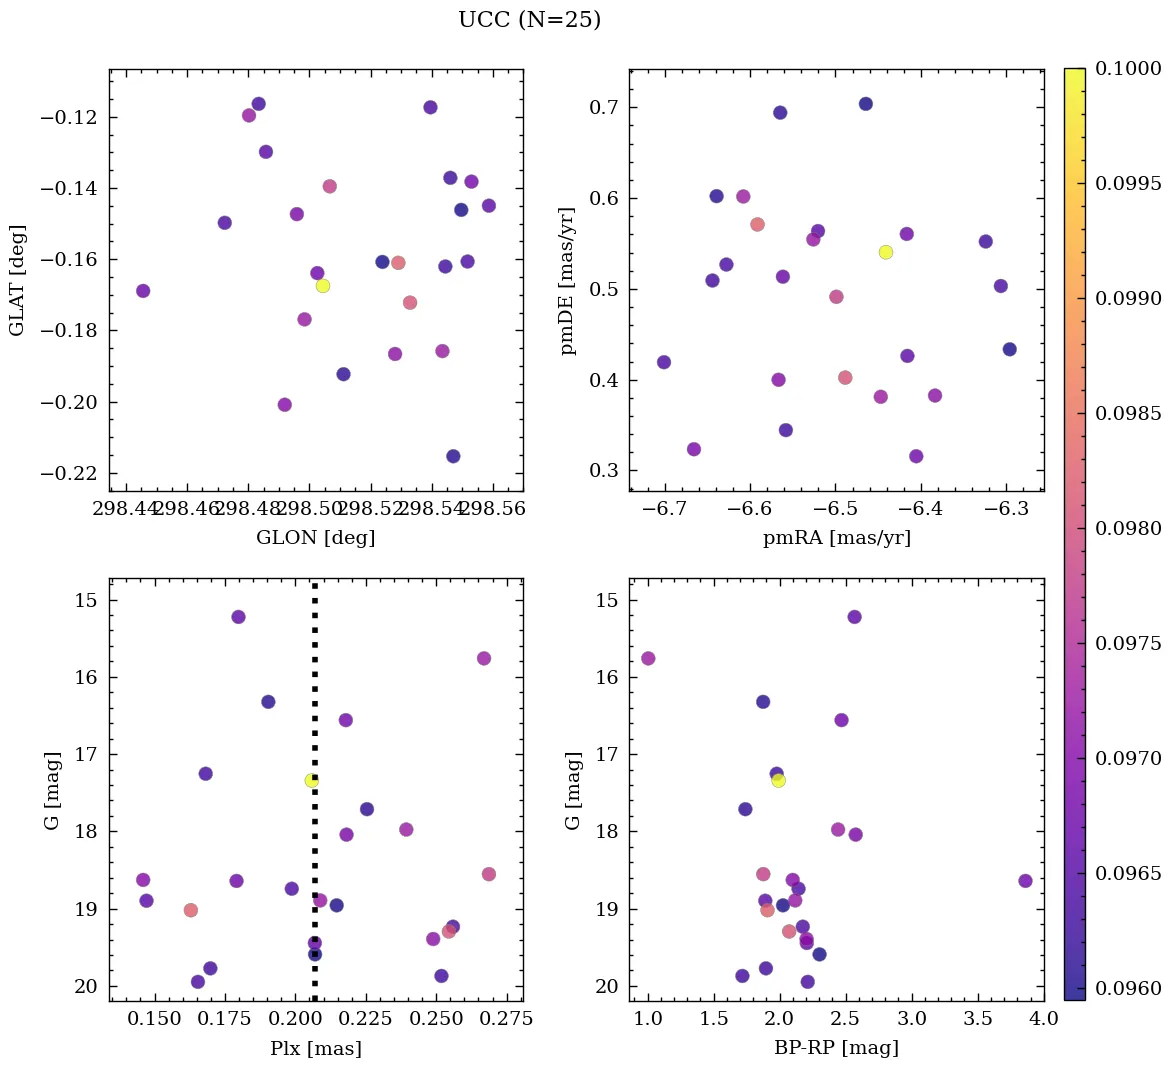 UCC (N=25)
−0.12
−0.14
−0.16
−0.18
−0.20
−0.22
GLAT [deg]
298.44 298.46 298.48 298.50 298.52 298.54 298.56
GLON [deg]
0.7
0.6
0.5
0.4
0.3
pmDE [mas/yr]
−6.7 −6.6 −6.5 −6.4 −6.3
pmRA [mas/yr]
0.1000
0.0995
0.0990
0.0985
0.0980
0.0975
0.0970
0.0965
0.0960
15
16
17
18
19
20
G [mag]
0.150 0.175 0.200 0.225 0.250 0.275
Plx [mas]
15
16
17
18
19
20
G [mag]
1.0 1.5 2.0 2.5 3.0 3.5 4.0
BP-RP [mag]